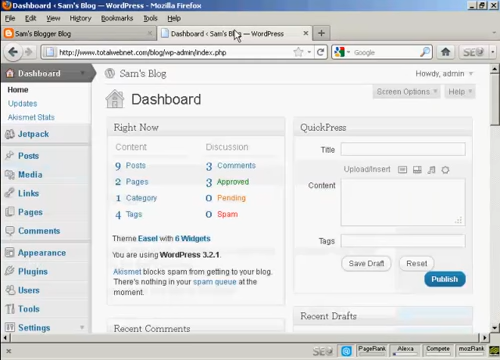 Dashboard ‹ Sam's Blog — WordPress - Mozilla Firefox
File Edit View History Bookmarks Tools Help
Sam's Blogger Blog
Dashboard ‹ Sam's Blog — WordPress
http://www.totalwebnet.com/blog/wp-admin/index.php
Google
Dashboard
Sam's Blog
Howdy, admin
Home
Updates
Akismet Stats
Jetpack
Posts
Media
Links
Pages
Comments
Appearance
Plugins
Users
Tools
Settings
Screen Options
Help
Dashboard
Right Now
Content
Discussion
9 Posts
3 Comments
2 Pages
3 Approved
1 Category
0 Pending
4 Tags
0 Spam
Theme Easel with 6 Widgets
You are using WordPress 3.2.1.
Akismet blocks spam from getting to your blog.
There's nothing in your spam queue at the
moment.
Recent Comments
QuickPress
Title
Upload/Insert
Content
Tags
Save Draft
Reset
Publish
Recent Drafts
PageRank
Alexa
Compete
mozRank